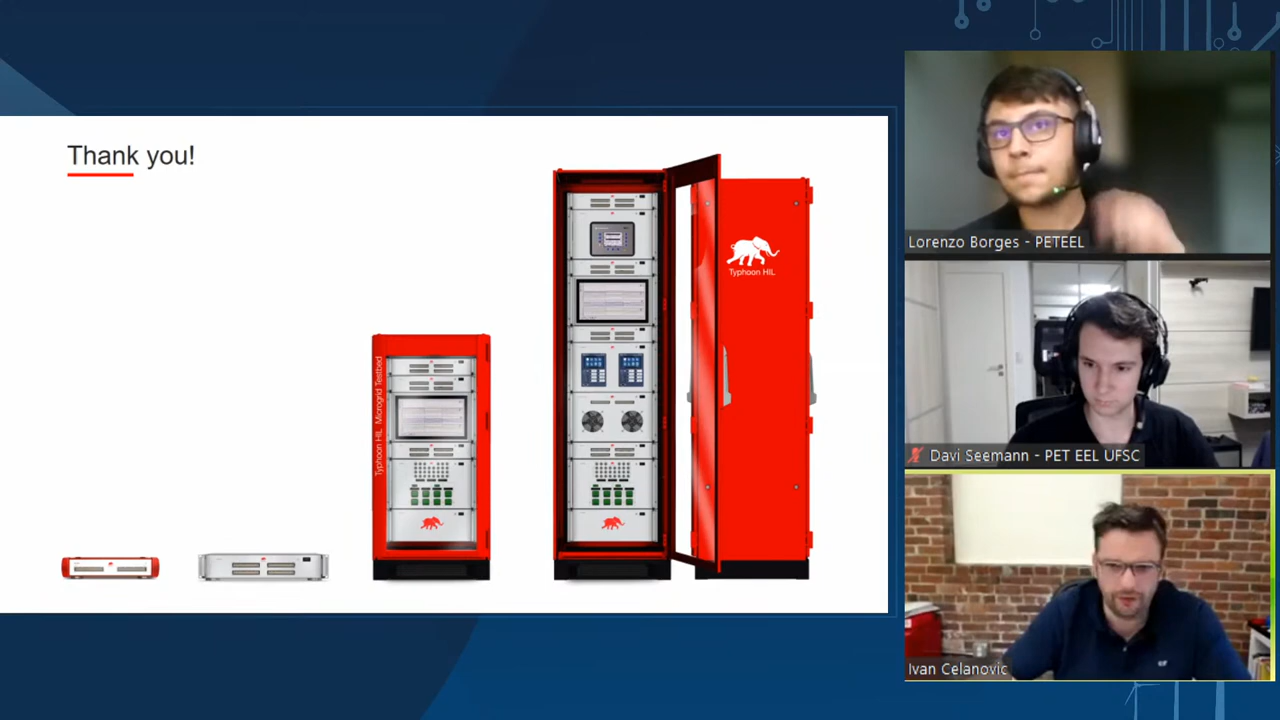 Thank you!
Typhoon HIL
Typhoon HIL Microgrid Testbed
Lorenzo Borges - PETEEL
Davi Seemann - PET EEL UFSC
Ivan Celanovic